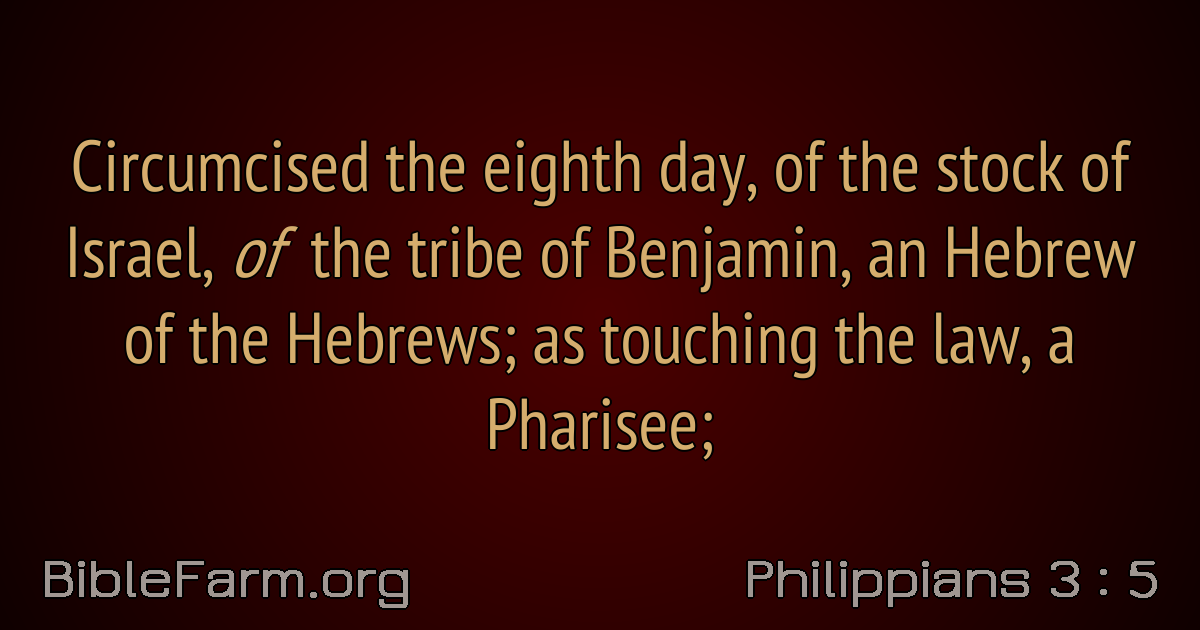 Circumcised the eighth day, of the stock of
Israel, of the tribe of Benjamin, an Hebrew
of the Hebrews; as touching the law, a
Pharisee;
BibleFarm.org
Philippians 3 : 5